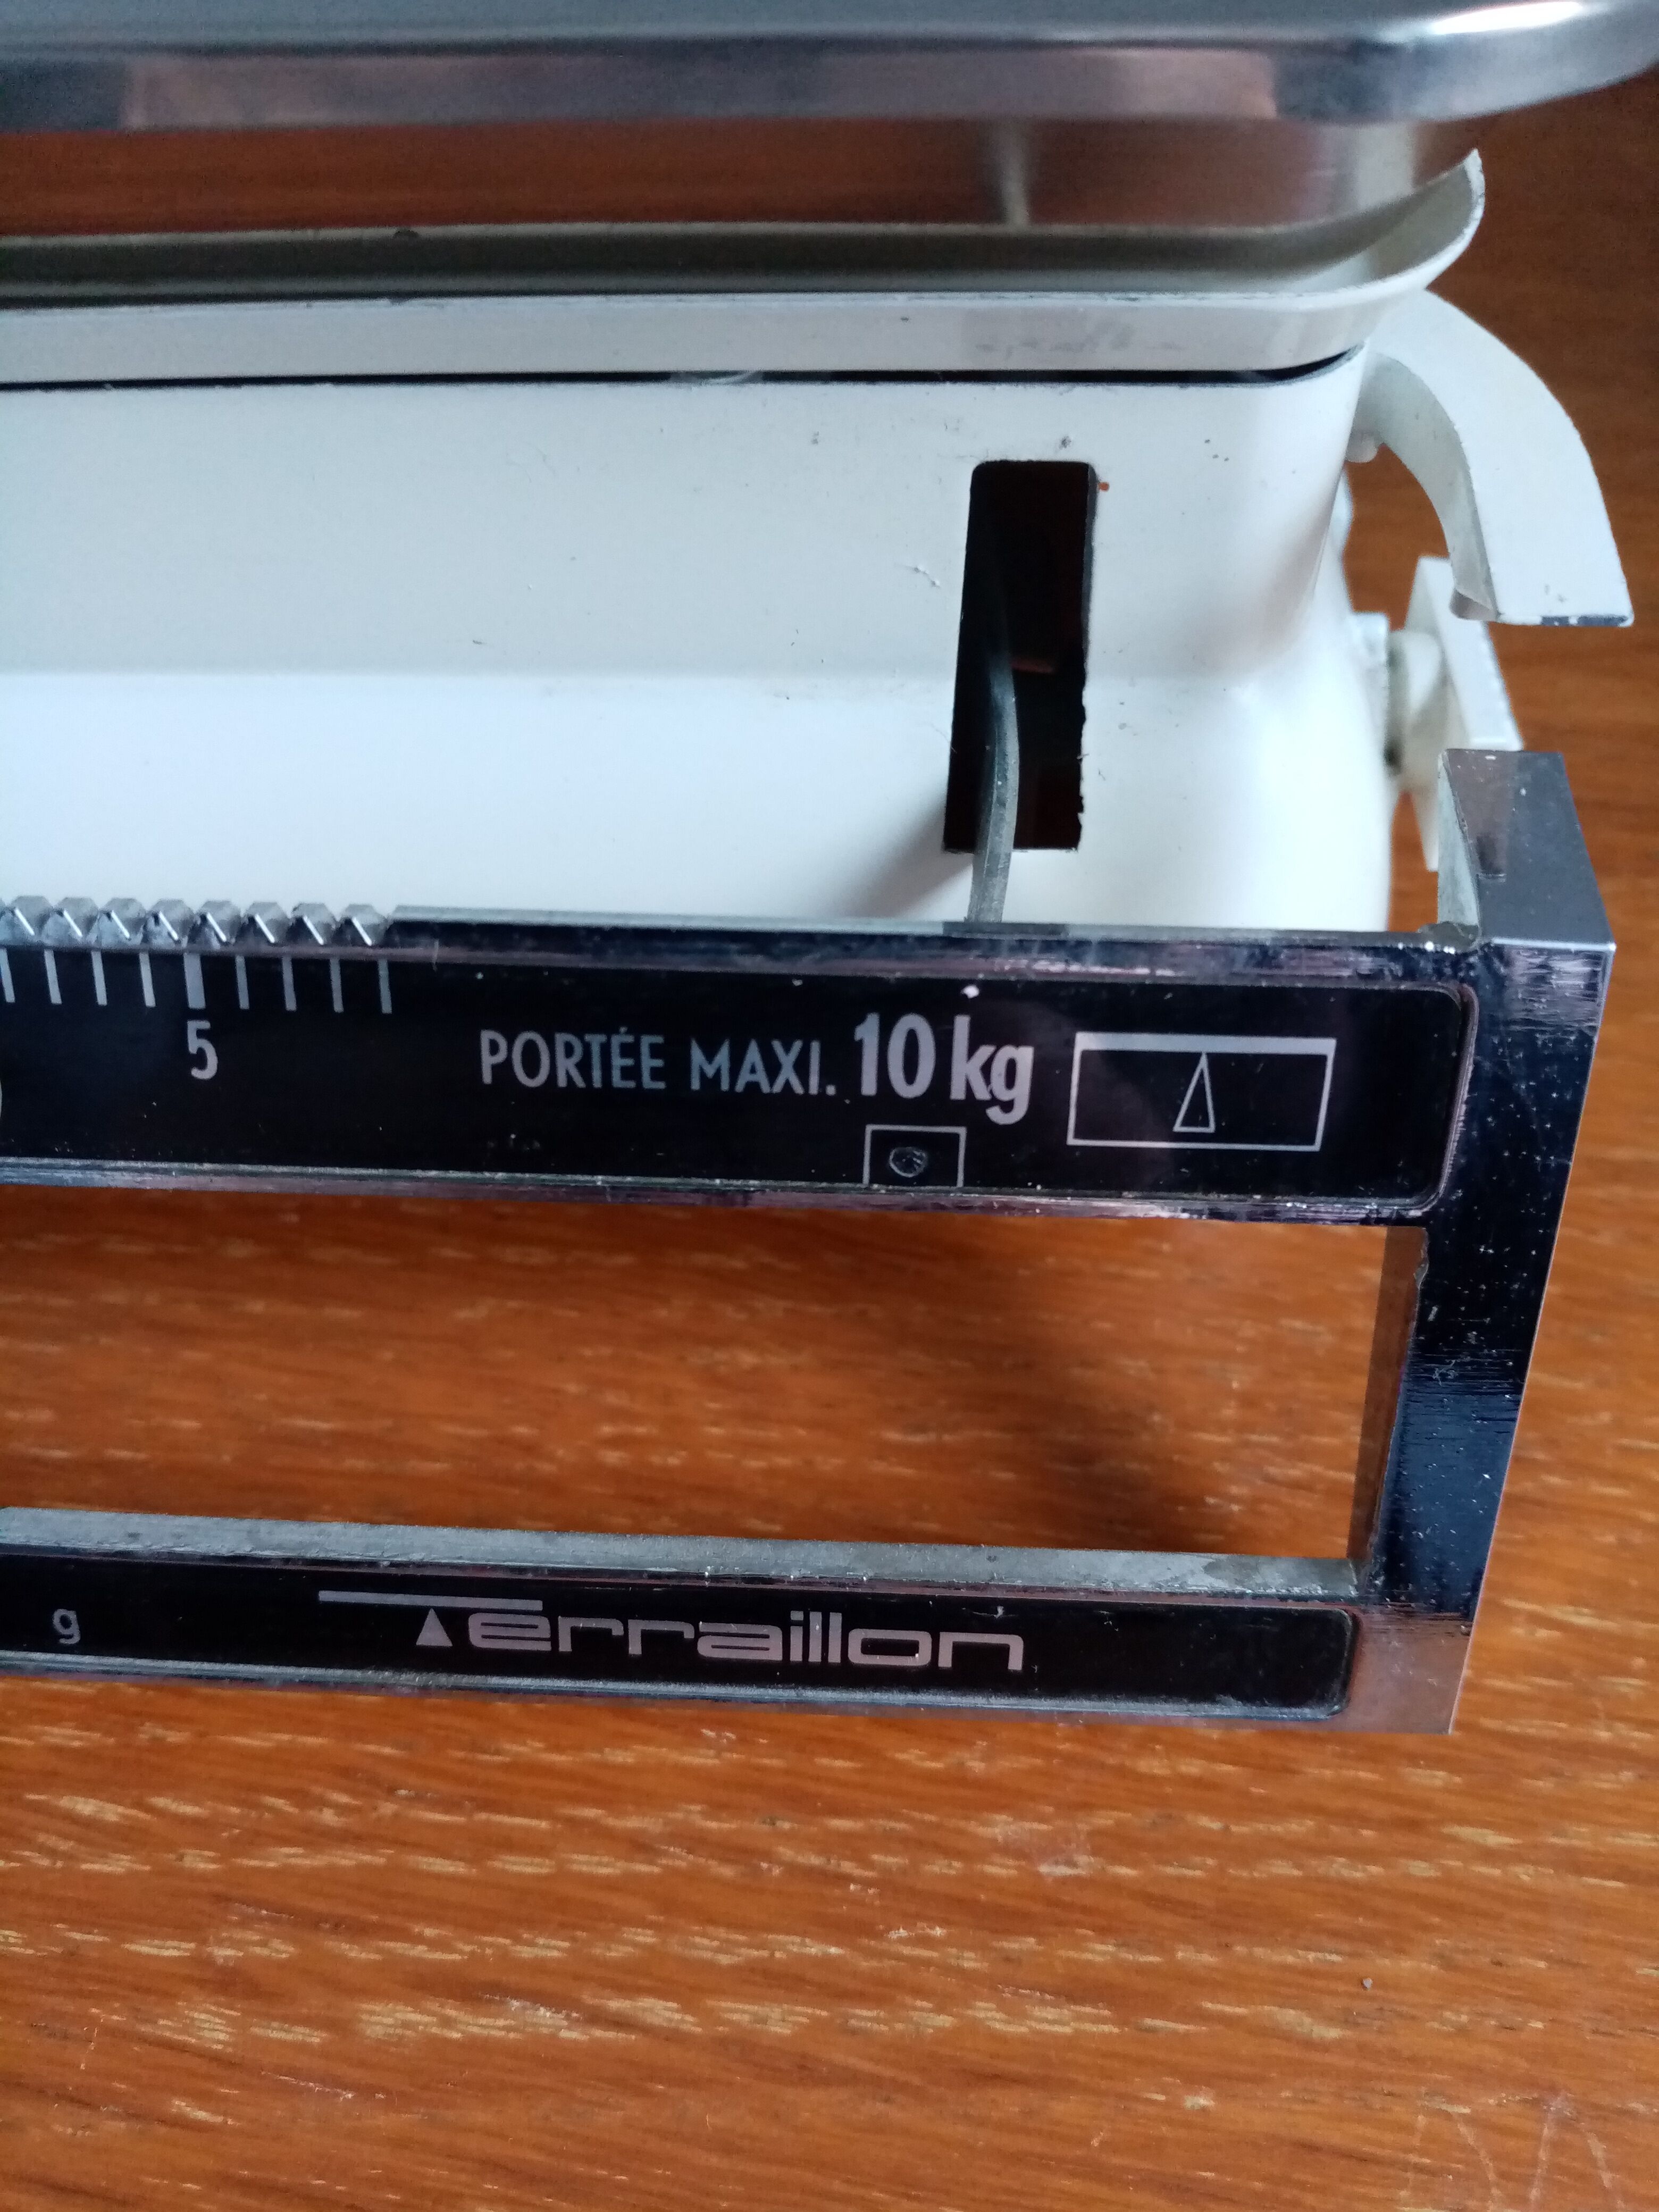 5
PORTÉE MAXI. 10 kg
g
Terraillon